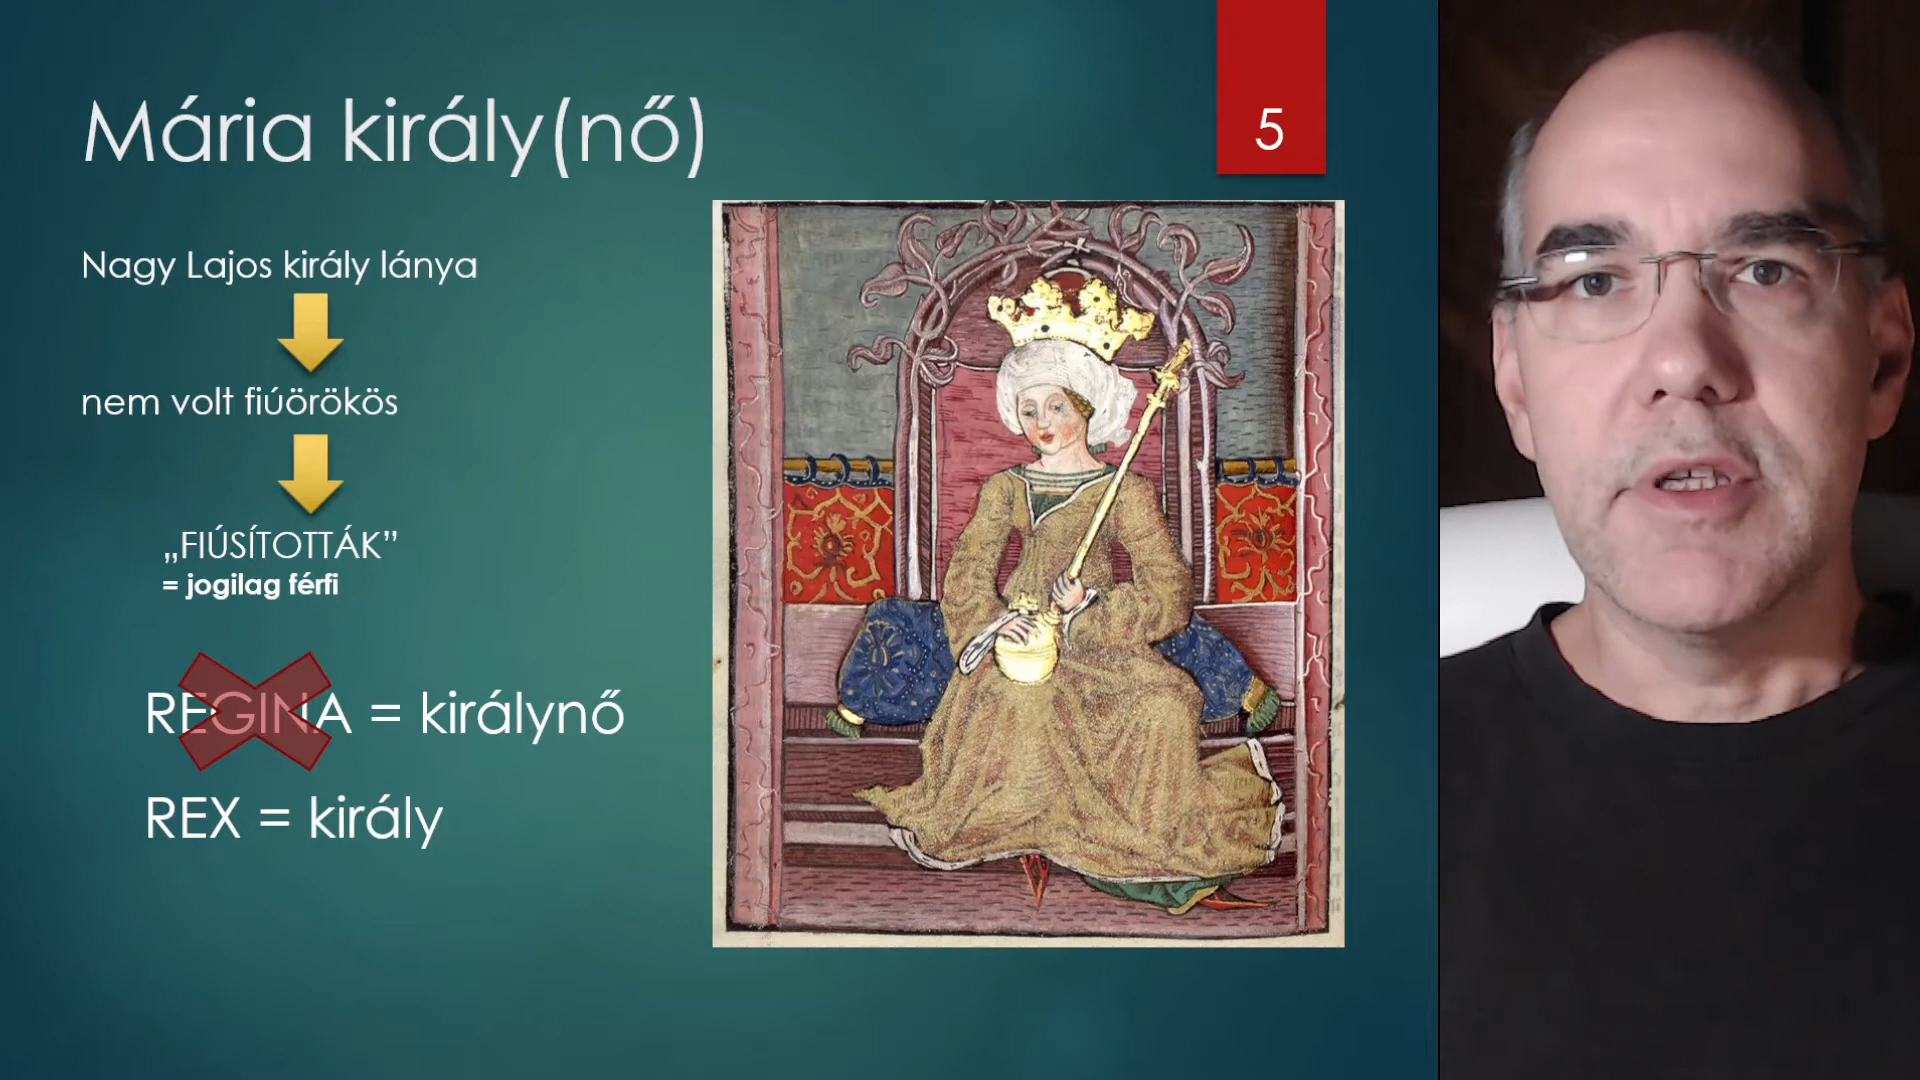 Mária király(nő)
5
Nagy Lajos király lánya
nem volt fiúörökös
„FIÚSÍTOTTÁK”
= jogilag férfi
REGINA = királynő
REX = király